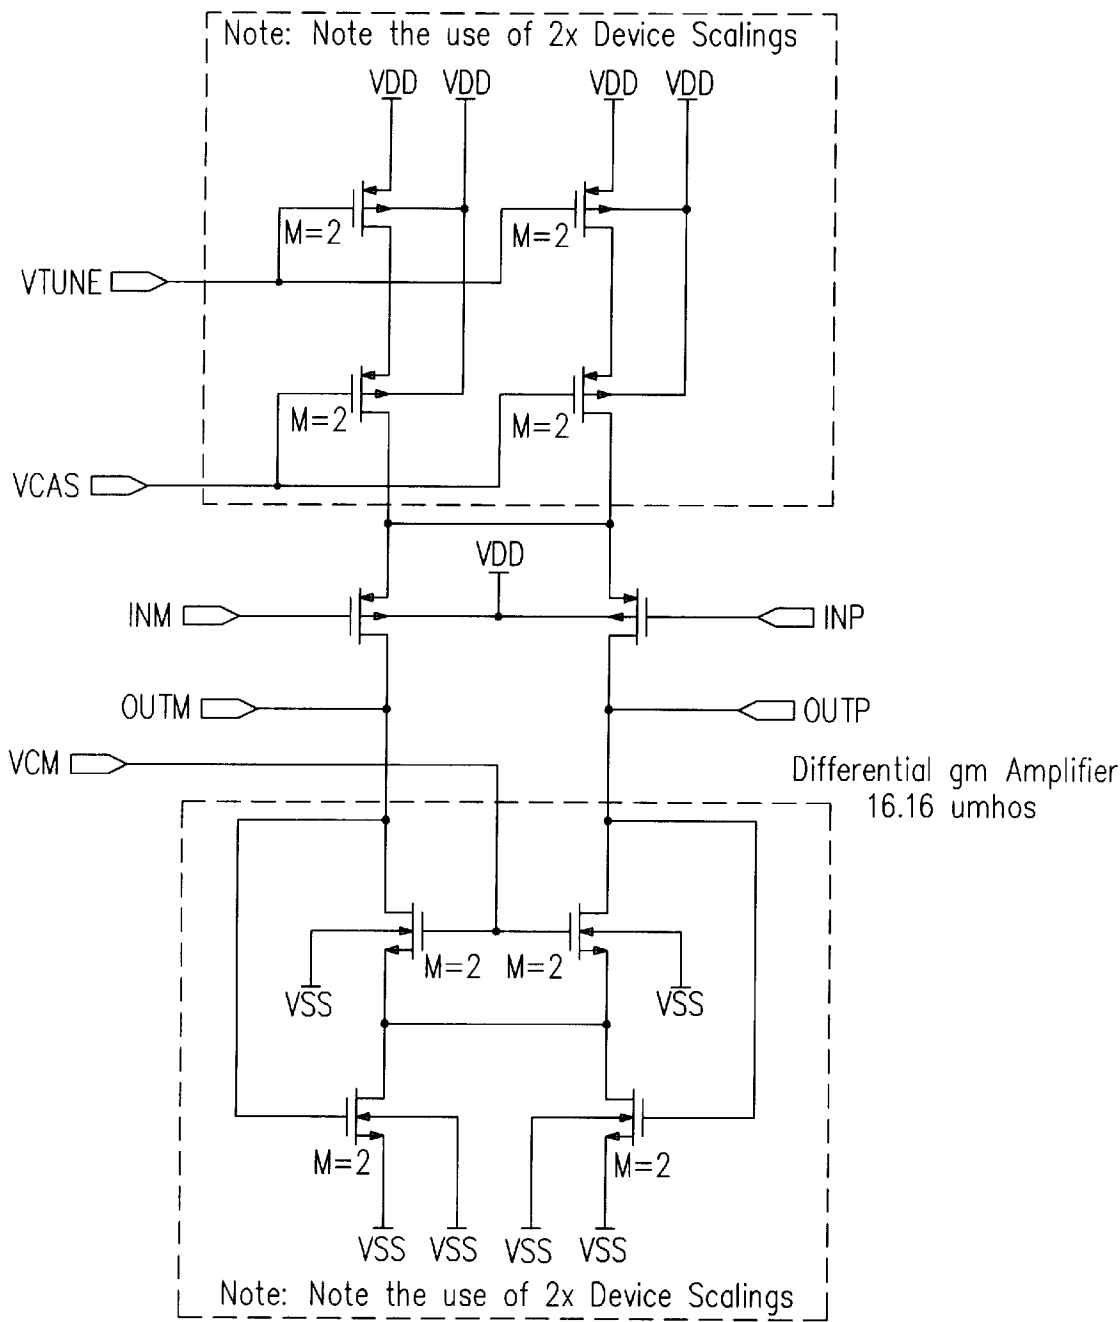 Note: Note the use of 2x Device Scalings
VDD VDD VDD VDD
M=2 M=2
VTUNE
M=2 M=2
VCAS
VDD
INM INP
OUTM OUTP
VCM
Differential gm Amplifier
16.16 umhos
M=2 M=2
VSS VSS
M=2 M=2
VSS VSS VSS VSS
Note: Note the use of 2x Device Scalings